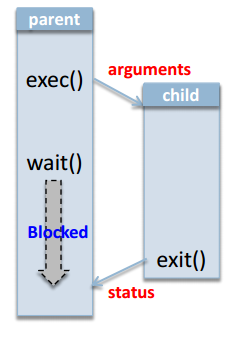 parent
exec()
arguments
child
wait()
Blocked
exit()
status